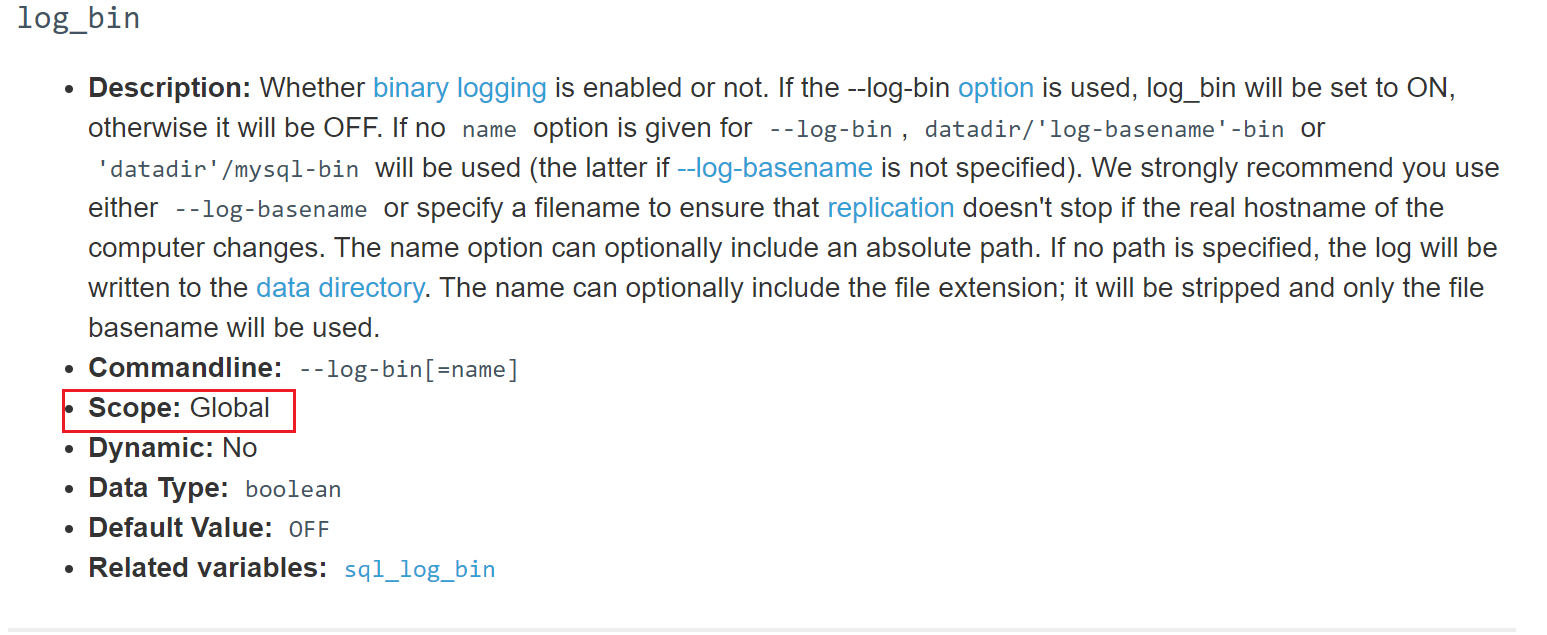 log_bin
Description: Whether binary logging is enabled or not. If the --log-bin option is used, log_bin will be set to ON,
otherwise it will be OFF. If no name option is given for --log-bin , datadir/'log-basename'-bin or
'datadir'/mysql-bin will be used (the latter if --log-basename is not specified). We strongly recommend you use
either --log-basename or specify a filename to ensure that replication doesn't stop if the real hostname of the
computer changes. The name option can optionally include an absolute path. If no path is specified, the log will be
written to the data directory. The name can optionally include the file extension; it will be stripped and only the file
basename will be used.
Commandline: --log-bin[=name]
Scope: Global
Dynamic: No
Data Type: boolean
Default Value: OFF
Related variables: sql_log_bin